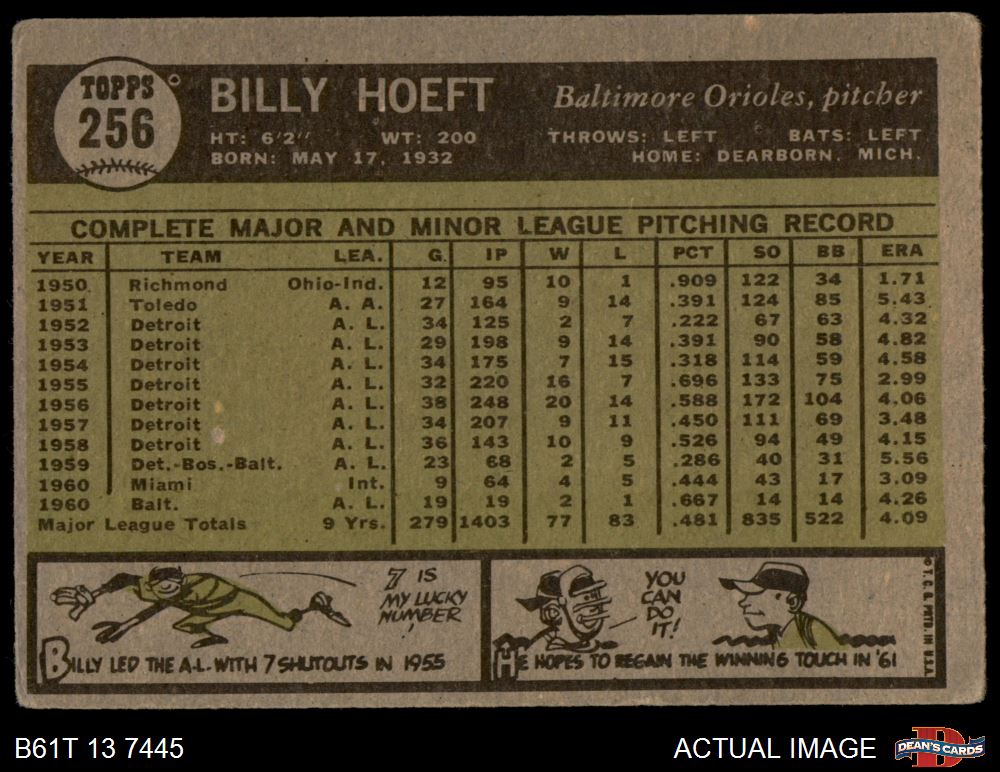 TOPPS
256
BILLY HOEFT
Baltimore Orioles, pitcher
HT: 6'2" WT: 200 THROWS: LEFT BATS: LEFT
BORN: MAY 17, 1932 HOME: DEARBORN, MICH.
COMPLETE MAJOR AND MINOR LEAGUE PITCHING RECORD
YEAR TEAM LEA. G. IP W L PCT SO BB ERA
1950 Richmond Ohio-Ind. 12 95 10 1 .909 122 34 1.71
1951 Toledo A. A. 27 164 9 14 .391 124 85 5.43
1952 Detroit A. L. 34 125 2 7 .222 67 63 4.32
1953 Detroit A. L. 29 198 9 14 .391 90 58 4.82
1954 Detroit A. L. 34 175 7 15 .318 114 59 4.58
1955 Detroit A. L. 32 220 16 7 .696 133 75 2.99
1956 Detroit A. L. 38 248 20 14 .588 172 104 4.06
1957 Detroit A. L. 34 207 9 11 .450 111 69 3.48
1958 Detroit A. L. 36 143 10 9 .526 94 49 4.15
1959 Det.-Bos.-Balt. A. L. 23 68 2 5 .286 40 31 5.56
1960 Miami Int. 9 64 4 5 .444 43 17 3.09
1960 Balt. A. L. 19 19 2 1 .667 14 14 4.26
Major League Totals 9 Yrs. 279 1403 77 83 .481 835 522 4.09
7 IS
MY LUCKY
NUMBER!
BILLY LED THE A.L. WITH 7 SHUTOUTS IN 1955
YOU
CAN
DO
IT!
HE HOPES TO REGAIN THE WINNING TOUCH IN '61
© T. C. G. PRTD. IN U.S.A.
B61T 13 7445
ACTUAL IMAGE
D
DEAN'S CARDS